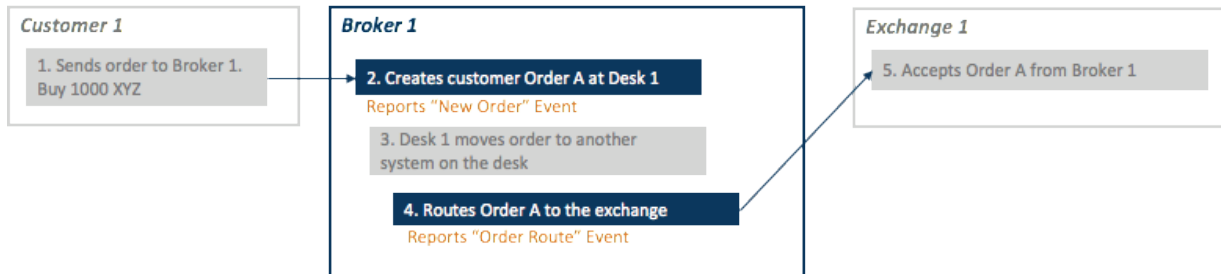 Customer 1
1. Sends order to Broker 1.
Buy 1000 XYZ
Broker 1
2. Creates customer Order A at Desk 1
Reports “New Order” Event
3. Desk 1 moves order to another
system on the desk
4. Routes Order A to the exchange
Reports “Order Route” Event
Exchange 1
5. Accepts Order A from Broker 1